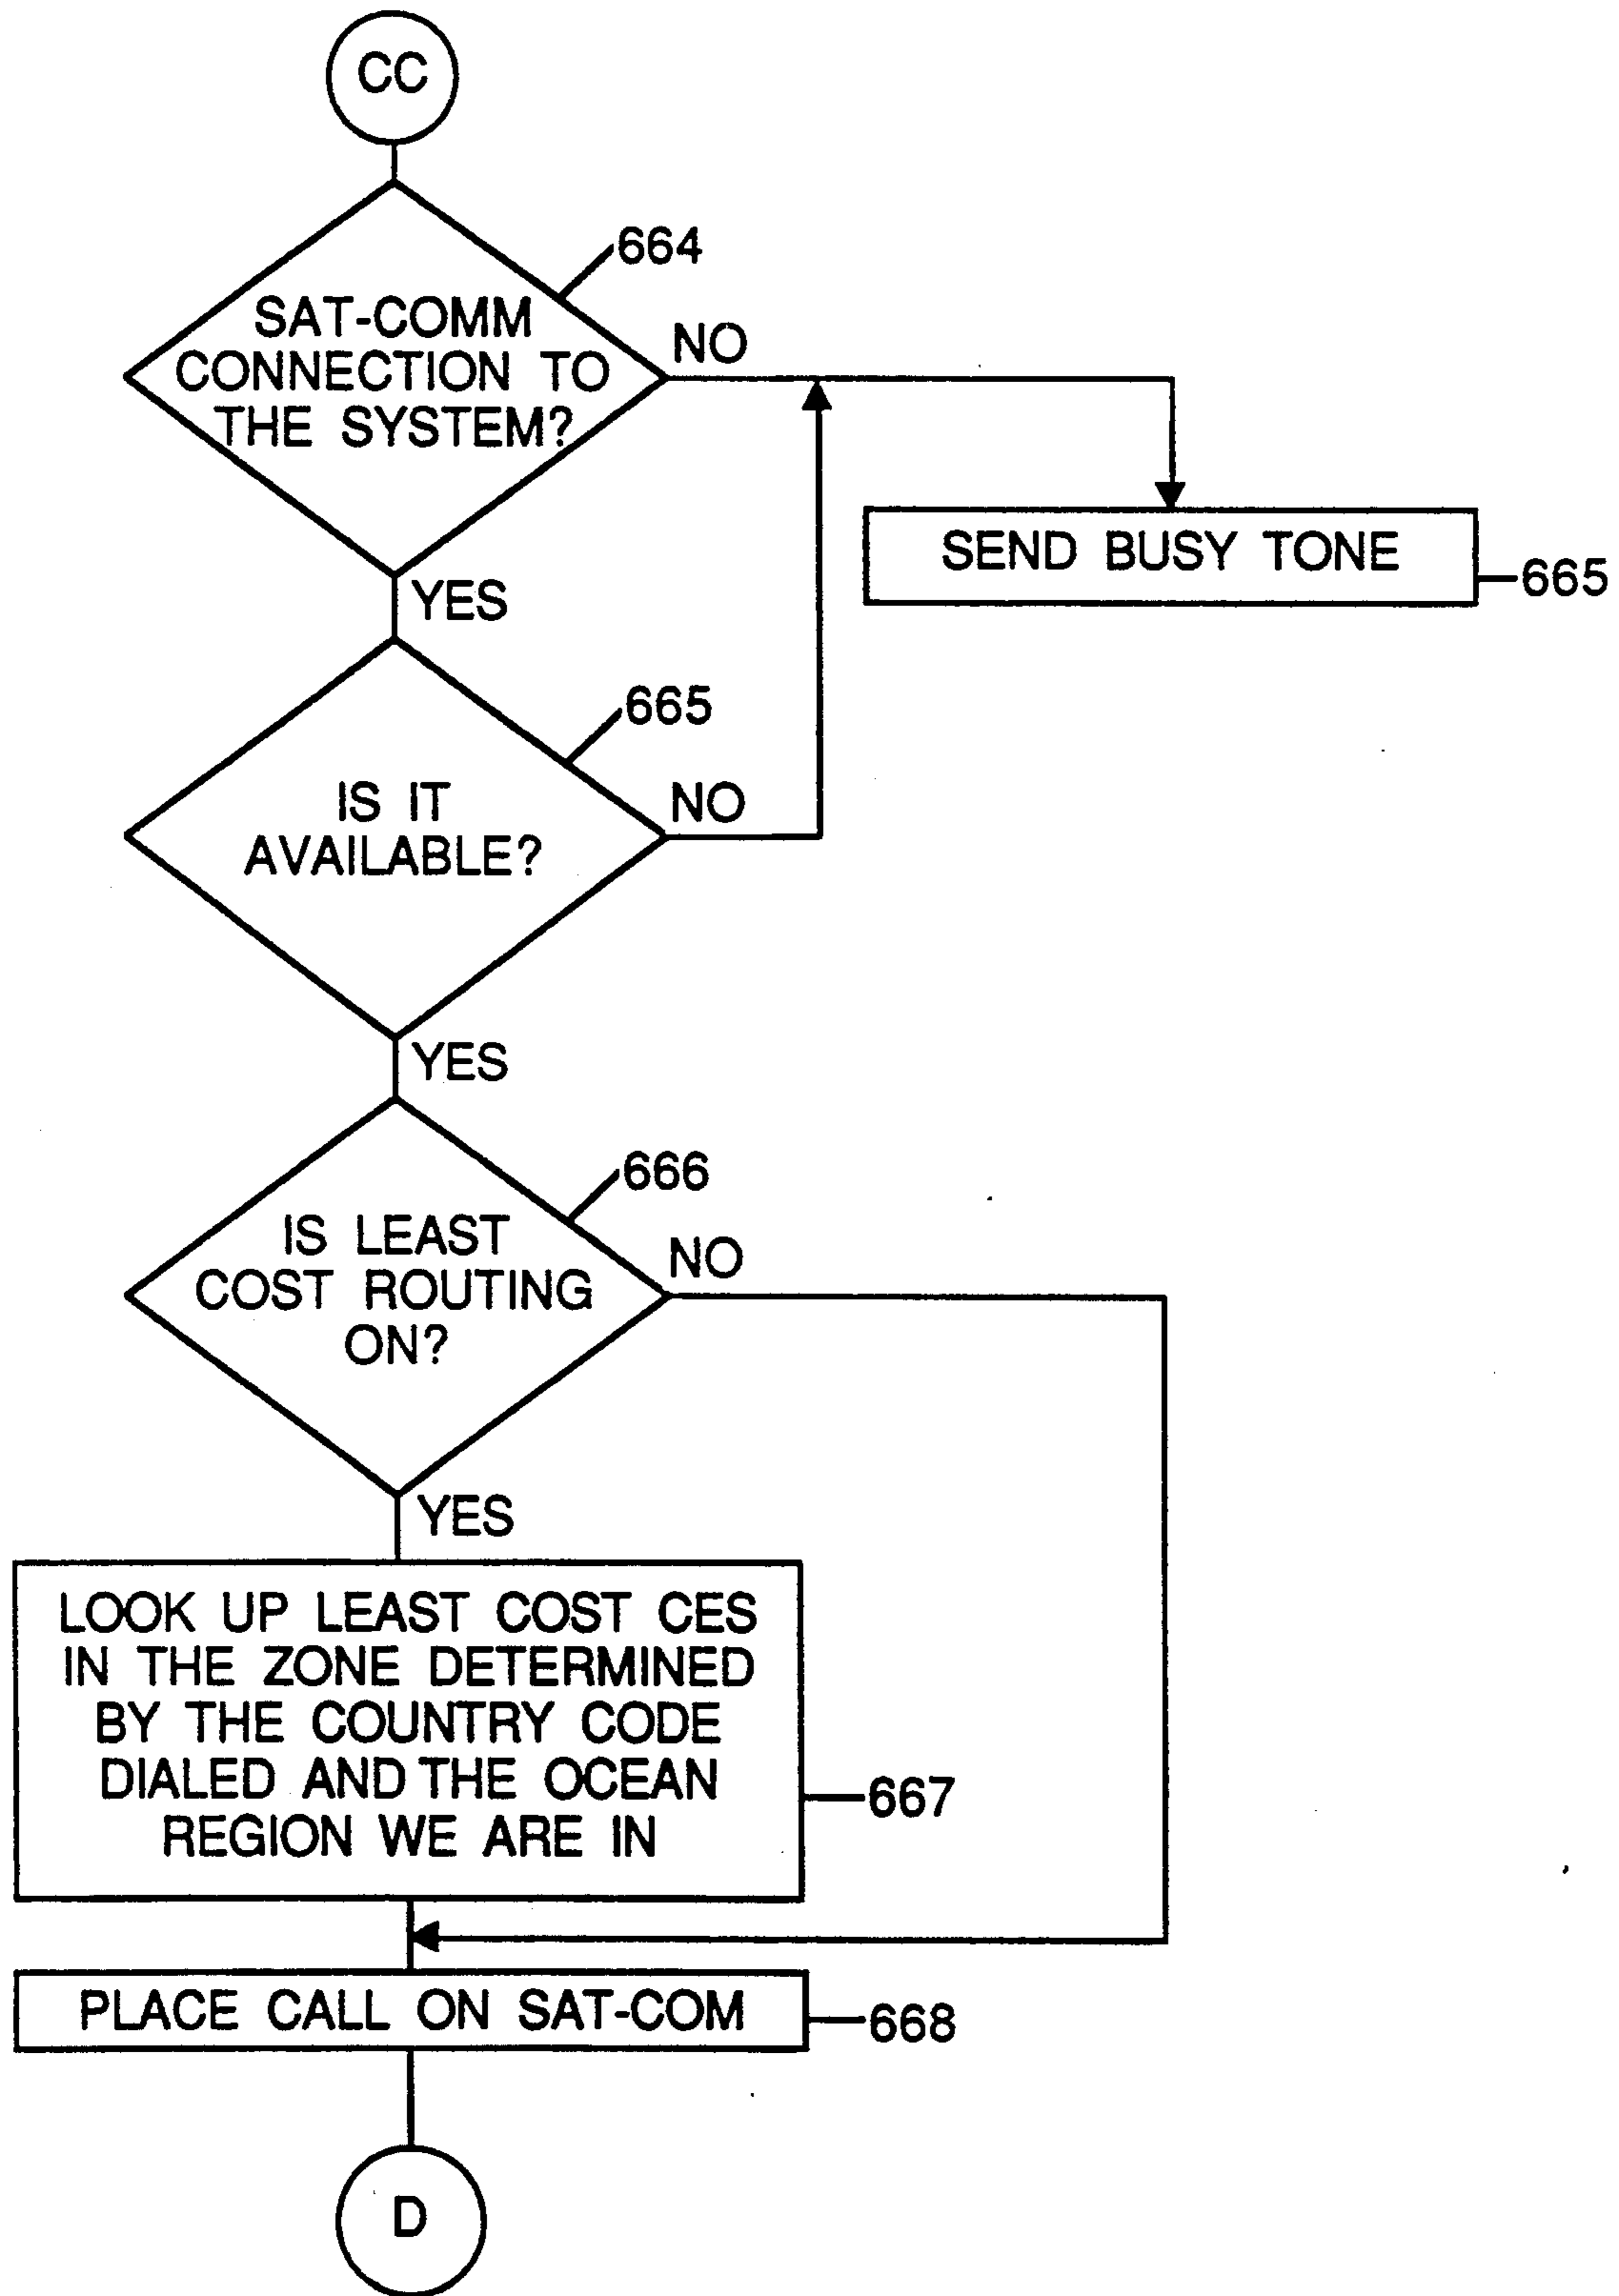 CC
664
SAT-COMM
CONNECTION TO
THE SYSTEM?
NO
YES
SEND BUSY TONE
665
665
IS IT
AVAILABLE?
NO
YES
666
IS LEAST
COST ROUTING
ON?
NO
YES
LOOK UP LEAST COST CES
IN THE ZONE DETERMINED
BY THE COUNTRY CODE
DIALED AND THE OCEAN
REGION WE ARE IN
667
PLACE CALL ON SAT-COM
668
D